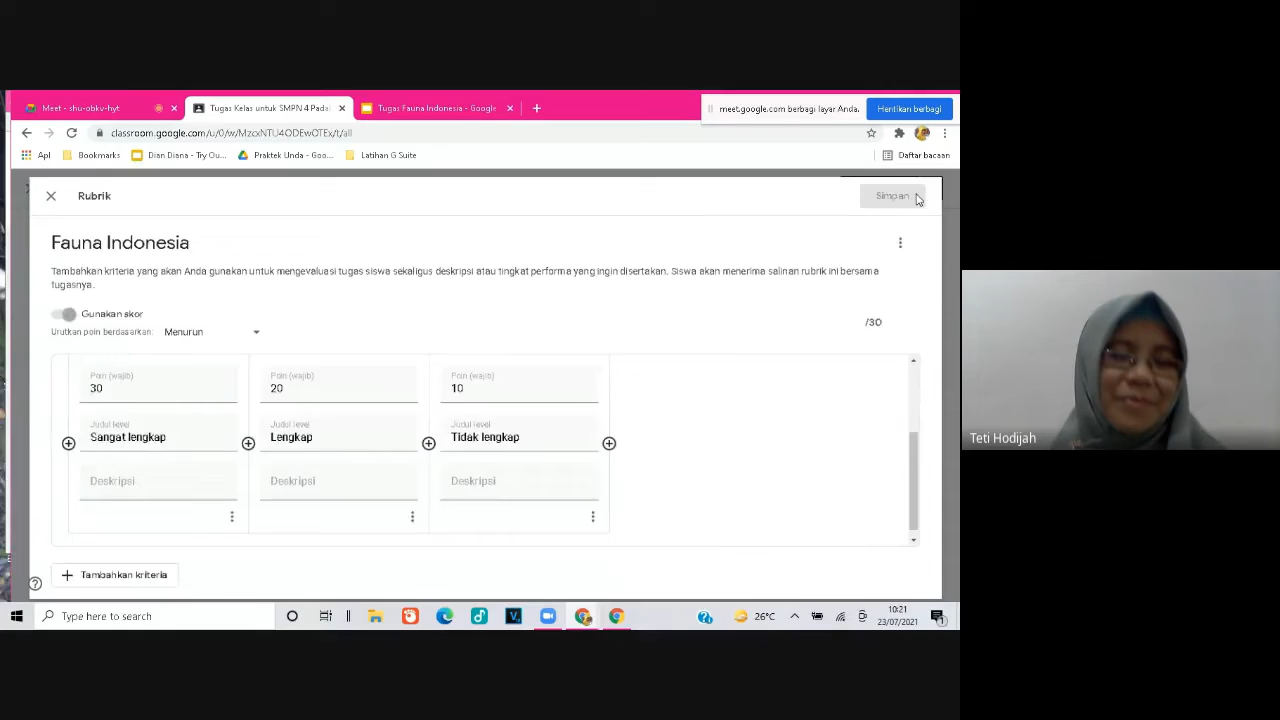 Meet - shu-obkv-hyt
Tugas Kelas untuk SMPN 4 Padal
Tugas Fauna Indonesia - Google
meet.google.com berbagi layar Anda.
Hentikan berbagi
classroom.google.com/u/0/w/MzcxNTU4ODEwOTEx/t/all
Apl
Bookmarks
Dian Diana - Try Ou...
Praktek Unda - Goo...
Latihan G Suite
Daftar bacaan
Rubrik
Simpan
Fauna Indonesia
Tambahkan kriteria yang akan Anda gunakan untuk mengevaluasi tugas siswa sekaligus deskripsi atau tingkat performa yang ingin disertakan. Siswa akan menerima salinan rubrik ini bersama
tugasnya.
Gunakan skor
Urutkan poin berdasarkan: Menurun
/30
Poin (wajib) Poin (wajib) Poin (wajib)
30 20 10
Judul level Judul level Judul level
Sangat lengkap Lengkap Tidak lengkap
Deskripsi Deskripsi Deskripsi
Tambahkan kriteria
Teti Hodijah
Type here to search
26°C
10:21
23/07/2021